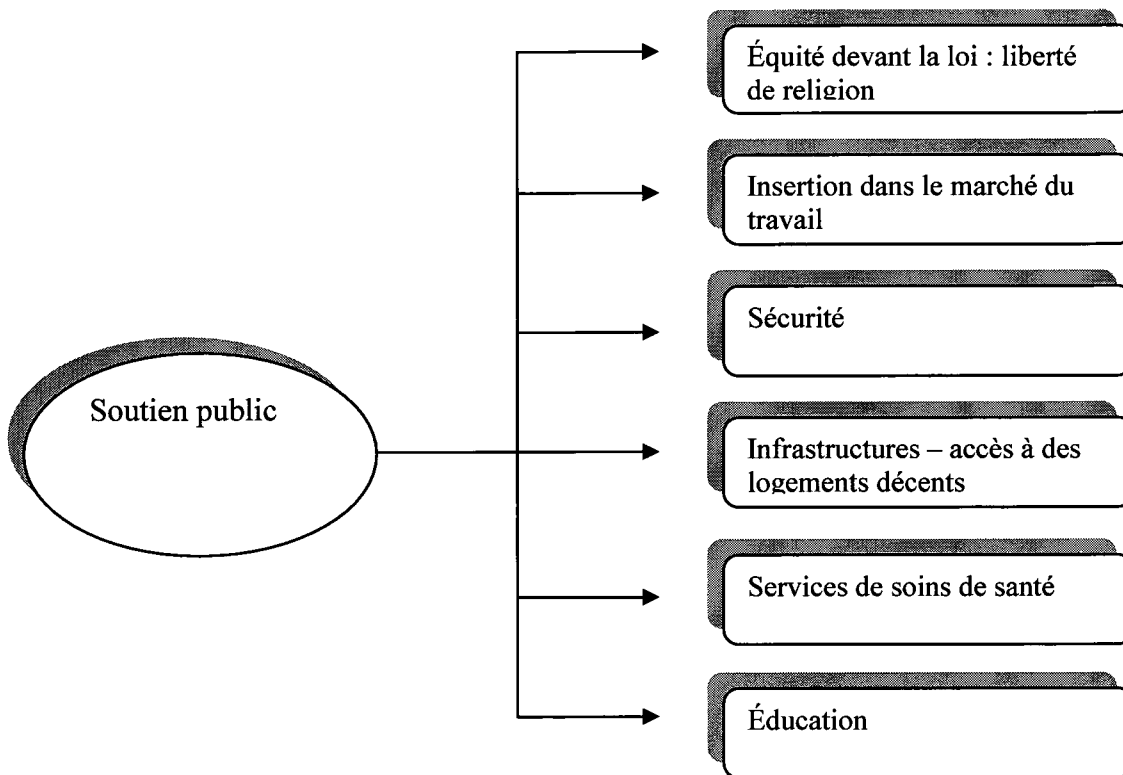 Équité devant la loi : liberté
de religion
Insertion dans le marché du
travail
Sécurité
Soutien public
Infrastructures – accès à des
logements décents
Services de soins de santé
Éducation